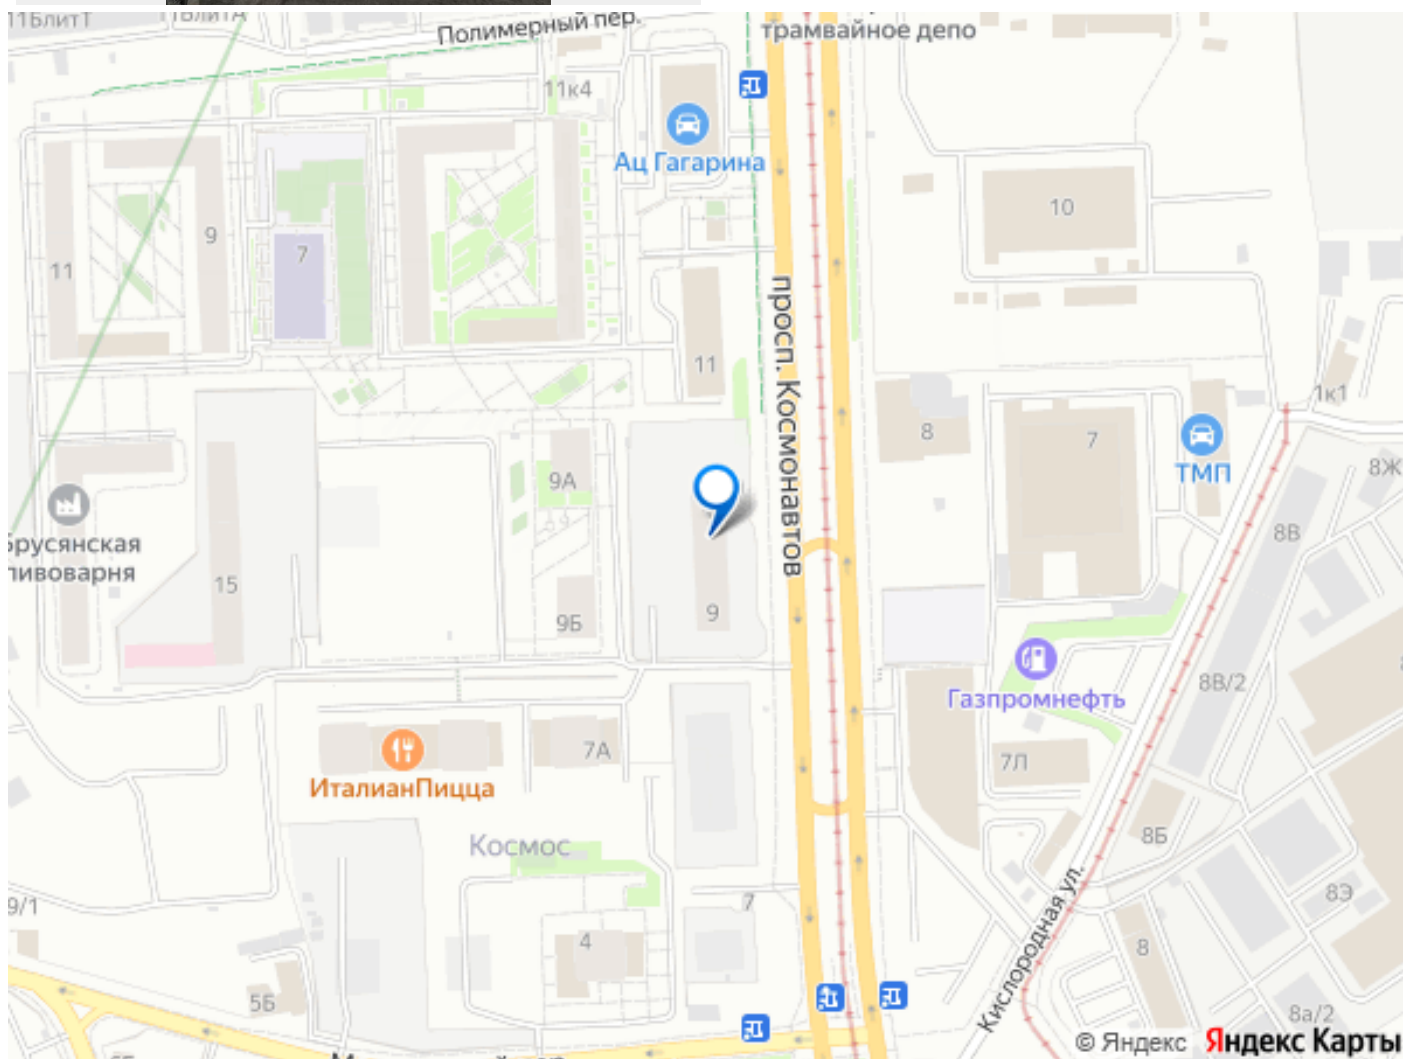 11БлитТ
11БлитА
Полимерный пер.
трамвайное депо
11к4
Ац Гагарина
10
9
7
11
просп. Космонавтов
11
1к1
8
7
ТМП
9А
8Ж
8В
пивоварня
15
9
9Б
8В/2
Газпромнефть
7А
7Л
ИталианПицца
8Б
Космос
Кислородная ул.
8Э
9/1
7
4
8
5Б
8а/2
© Яндекс Яндекс Карты